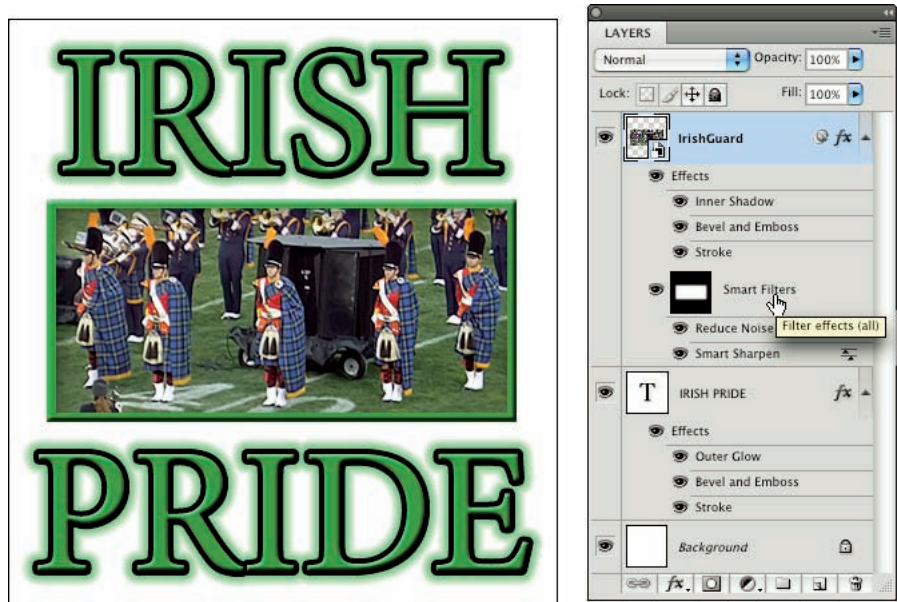 IRISH
PRIDE
LAYERS
Normal
Opacity: 100%
Lock:
Fill: 100%
IrishGuard
fx
Effects
Inner Shadow
Bevel and Emboss
Stroke
Smart Filters
Filter effects (all)
Reduce Noise
Smart Sharpen
T
IRISH PRIDE
fx
Effects
Outer Glow
Bevel and Emboss
Stroke
Background
fx.